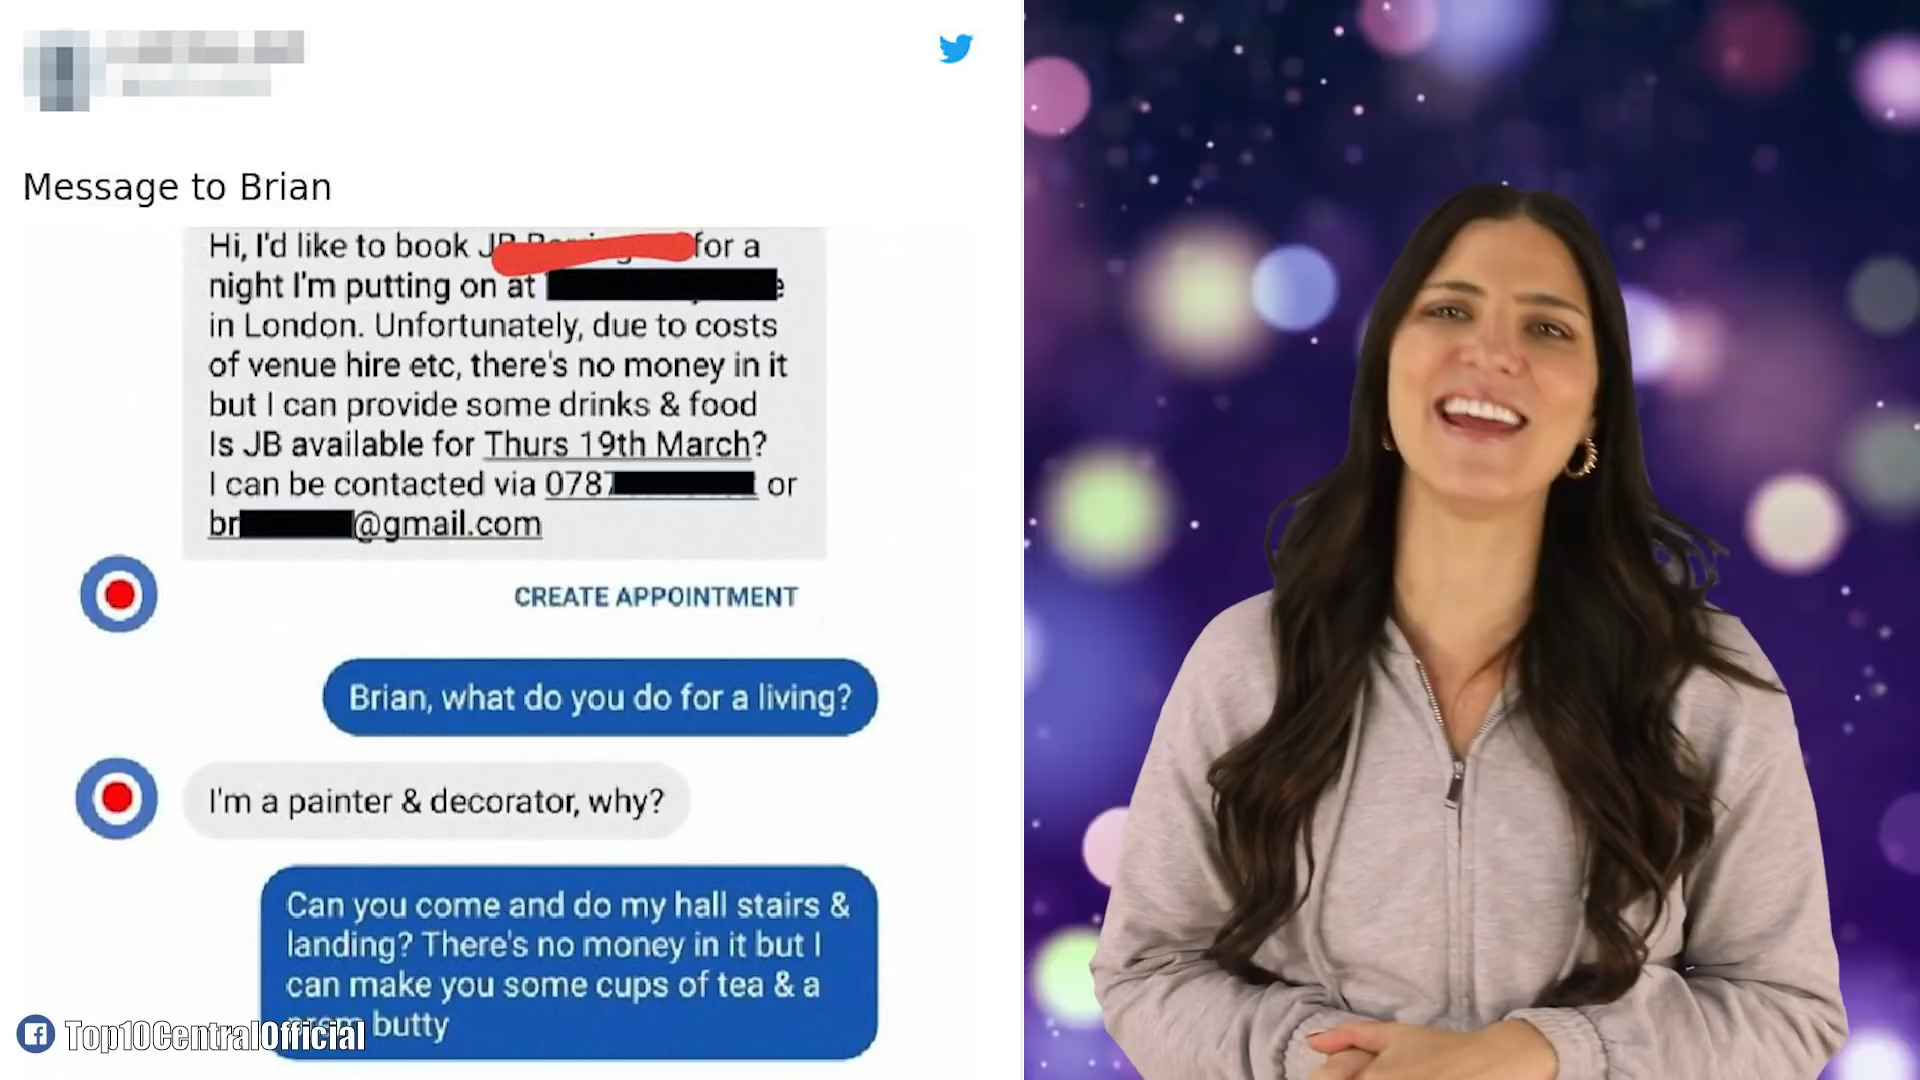 Message to Brian
Hi, I'd like to book JB for a
night I'm putting on at
in London. Unfortunately, due to costs
of venue hire etc, there's no money in it
but I can provide some drinks & food
Is JB available for Thurs 19th March?
I can be contacted via 078 or
br @gmail.com
CREATE APPOINTMENT
Brian, what do you do for a living?
I'm a painter & decorator, why?
Can you come and do my hall stairs &
landing? There's no money in it but I
can make you some cups of tea & a
butty
Top10CentralOfficial